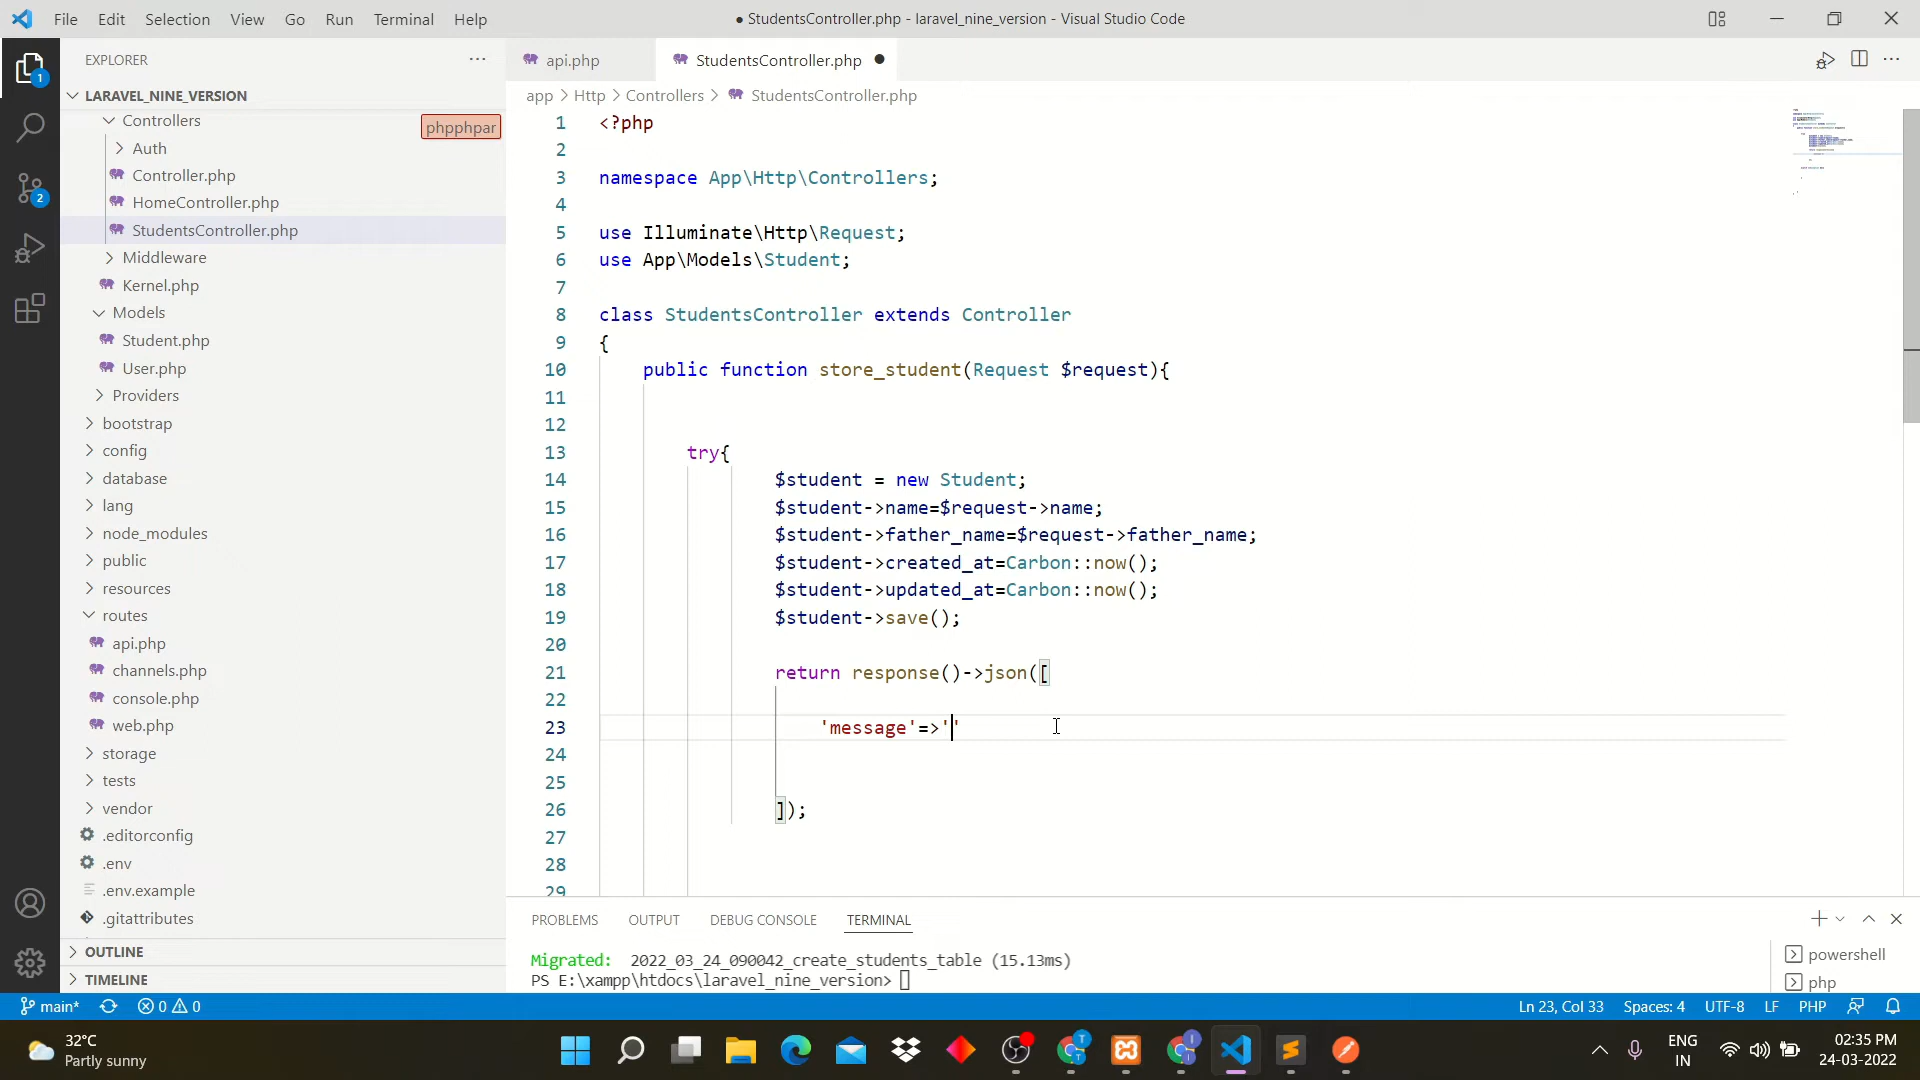 File Edit Selection View Go Run Terminal Help
● StudentsController.php - laravel_nine_version - Visual Studio Code
EXPLORER
LARAVEL_NINE_VERSION
Controllers
phpphpar
Auth
Controller.php
HomeController.php
StudentsController.php
Middleware
Kernel.php
Models
Student.php
User.php
Providers
bootstrap
config
database
lang
node_modules
public
resources
routes
api.php
channels.php
console.php
web.php
storage
tests
vendor
.editorconfig
.env
.env.example
.gitattributes
OUTLINE
TIMELINE
1
2
api.php
StudentsController.php ●
app > Http > Controllers > StudentsController.php
1 <?php
2
3 namespace App\Http\Controllers;
4
5 use Illuminate\Http\Request;
6 use App\Models\Student;
7
8 class StudentsController extends Controller
9 {
10 public function store_student(Request $request){
11
12
13 try{
14 $student = new Student;
15 $student->name=$request->name;
16 $student->father_name=$request->father_name;
17 $student->created_at=Carbon::now();
18 $student->updated_at=Carbon::now();
19 $student->save();
20
21 return response()->json([
22
23 'message'=>''
24
25
26 ]);
27
28
29
PROBLEMS OUTPUT DEBUG CONSOLE TERMINAL
Migrated: 2022_03_24_090042_create_students_table (15.13ms)
PS E:\xampp\htdocs\laravel_nine_version>
powershell
php
main* 0 0
Ln 23, Col 33 Spaces: 4 UTF-8 LF PHP
32°C
Partly sunny
ENG
IN
02:35 PM
24-03-2022